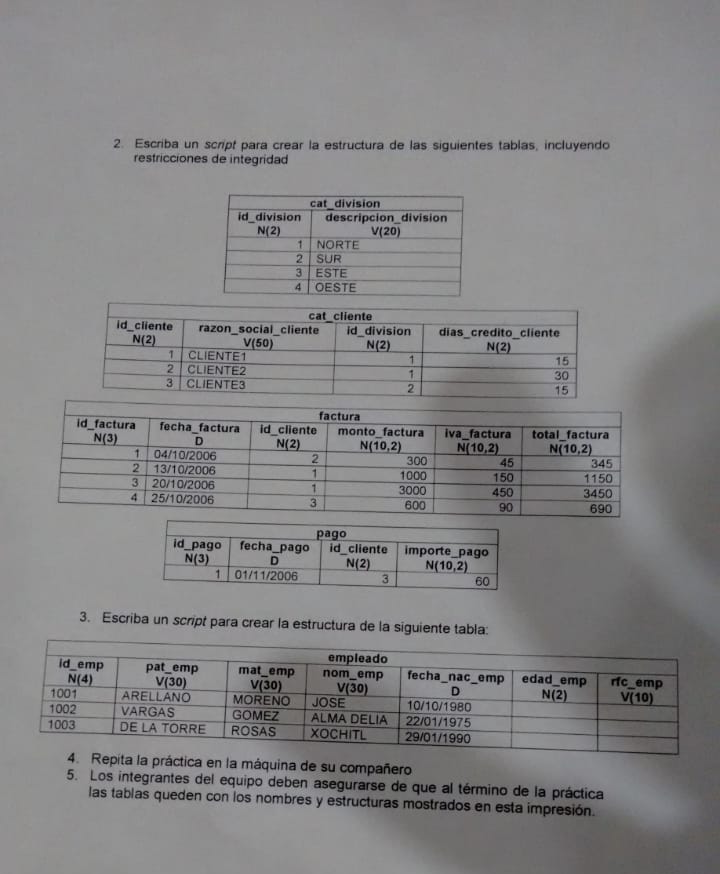 2. Escriba un script para crear la estructura de las siguientes tablas, incluyendo
restricciones de integridad
cat_division
id_division descripcion_division
N(2) V(20)
1 NORTE
2 SUR
3 ESTE
4 OESTE
cat_cliente
id_cliente razon_social_cliente id_division dias_credito_cliente
N(2) V(50) N(2) N(2)
1 CLIENTE1 1 15
2 CLIENTE2 1 30
3 CLIENTE3 2 15
factura
id_factura fecha_factura id_cliente monto_factura iva_factura total_factura
N(3) D N(2) N(10,2) N(10,2) N(10,2)
1 04/10/2006 2 300 45 345
2 13/10/2006 1 1000 150 1150
3 20/10/2006 1 3000 450 3450
4 25/10/2006 3 600 90 690
pago
id_pago fecha_pago id_cliente importe_pago
N(3) D N(2) N(10,2)
1 01/11/2006 3 60
3. Escriba un script para crear la estructura de la siguiente tabla:
empleado
id_emp pat_emp mat_emp nom_emp fecha_nac_emp edad_emp rfc_emp
N(4) V(30) V(30) V(30) D N(2) V(10)
1001 ARELLANO MORENO JOSE 10/10/1980
1002 VARGAS GOMEZ ALMA DELIA 22/01/1975
1003 DE LA TORRE ROSAS XOCHITL 29/01/1990
4. Repita la práctica en la máquina de su compañero
5. Los integrantes del equipo deben asegurarse de que al término de la práctica
las tablas queden con los nombres y estructuras mostrados en esta impresión.